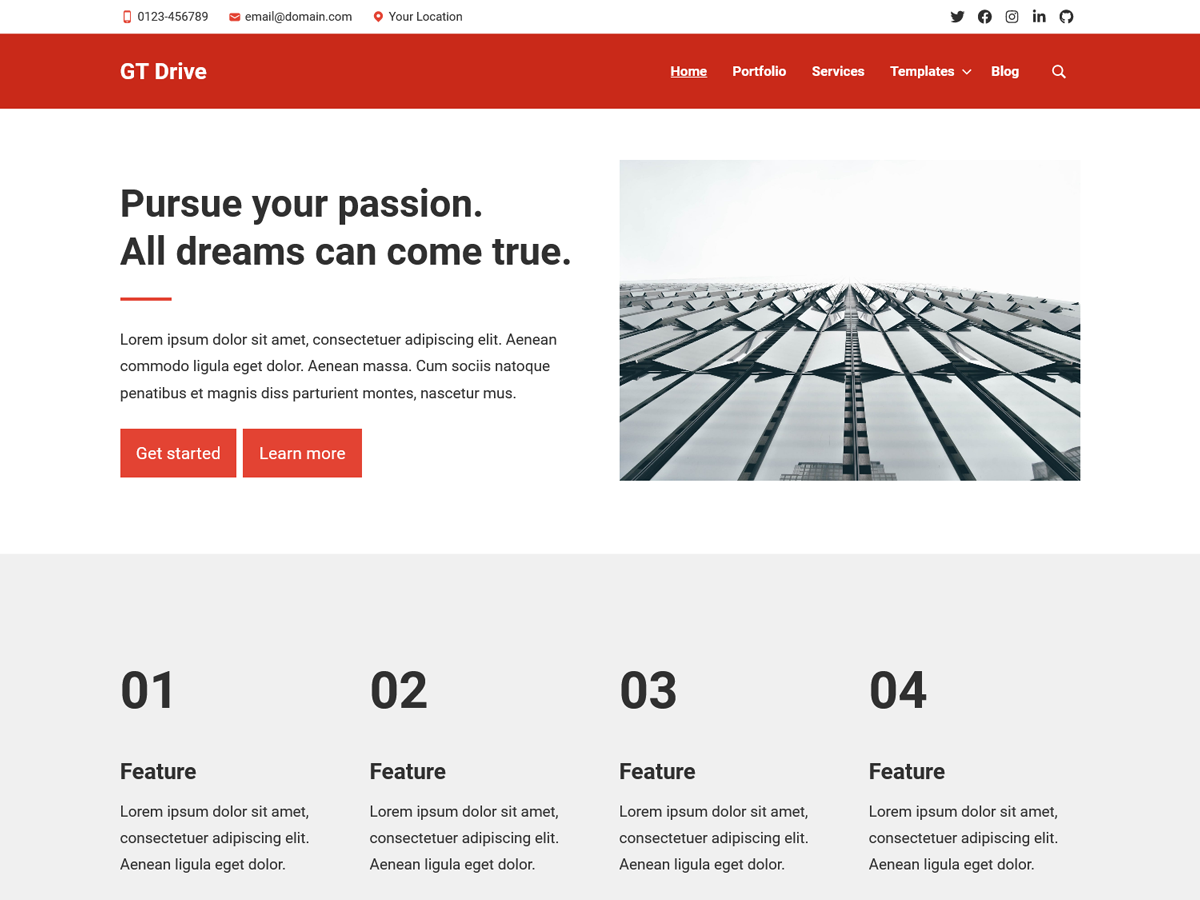 0123-456789 email@domain.com Your Location
GT Drive
Home Portfolio Services Templates Blog
Pursue your passion.
All dreams can come true.
Lorem ipsum dolor sit amet, consectetuer adipiscing elit. Aenean
commodo ligula eget dolor. Aenean massa. Cum sociis natoque
penatibus et magnis diss parturient montes, nascetur mus.
Get started Learn more
01
Feature
Lorem ipsum dolor sit amet,
consectetuer adipiscing elit.
Aenean ligula eget dolor.
02
Feature
Lorem ipsum dolor sit amet,
consectetuer adipiscing elit.
Aenean ligula eget dolor.
03
Feature
Lorem ipsum dolor sit amet,
consectetuer adipiscing elit.
Aenean ligula eget dolor.
04
Feature
Lorem ipsum dolor sit amet,
consectetuer adipiscing elit.
Aenean ligula eget dolor.